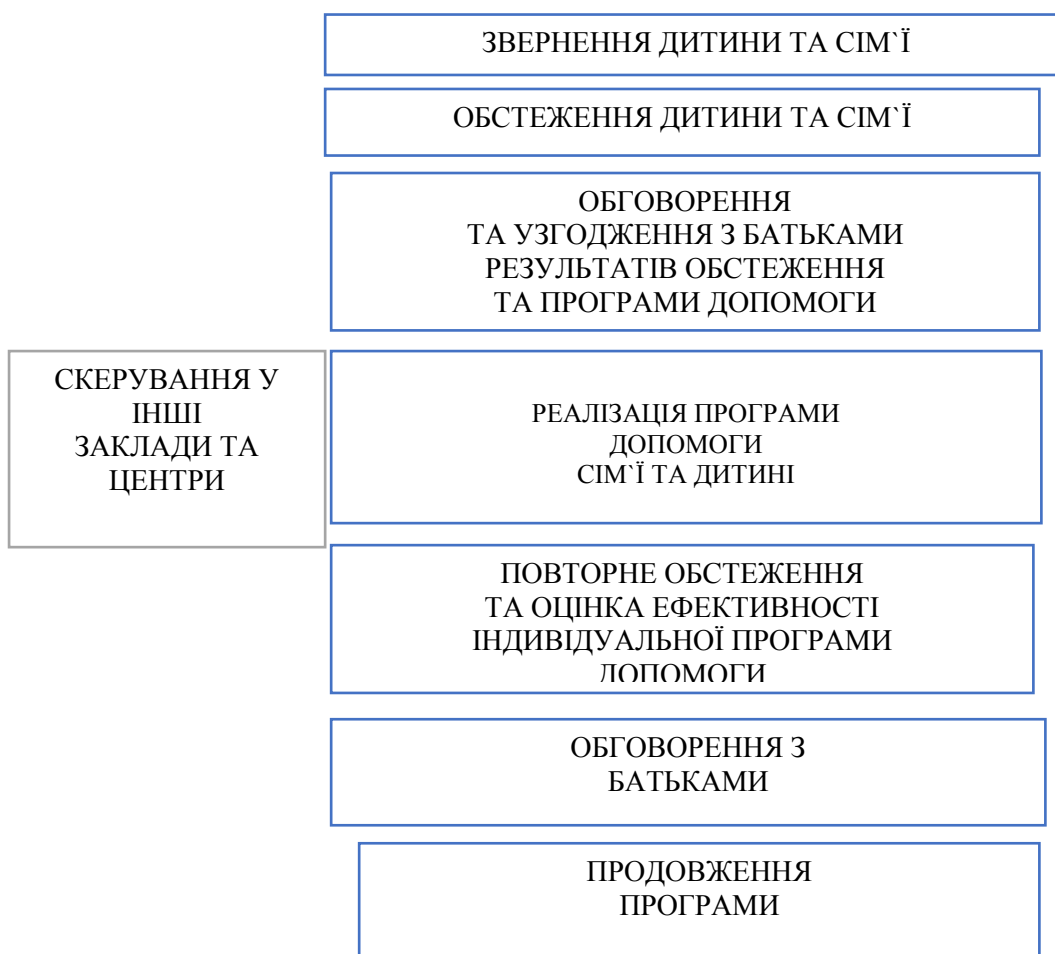 ЗВЕРНЕННЯ ДИТИНИ ТА СІМ`Ї
ОБСТЕЖЕННЯ ДИТИНИ ТА СІМ`Ї
ОБГОВОРЕННЯ
ТА УЗГОДЖЕННЯ З БАТЬКАМИ
РЕЗУЛЬТАТІВ ОБСТЕЖЕННЯ
ТА ПРОГРАМИ ДОПОМОГИ
СКЕРУВАННЯ У
ІНШІ
ЗАКЛАДИ ТА
ЦЕНТРИ
РЕАЛІЗАЦІЯ ПРОГРАМИ
ДОПОМОГИ
СІМ`Ї ТА ДИТИНІ
ПОВТОРНЕ ОБСТЕЖЕННЯ
ТА ОЦІНКА ЕФЕКТИВНОСТІ
ІНДИВІДУАЛЬНОЇ ПРОГРАМИ
ДОПОМОГИ
ОБГОВОРЕННЯ З
БАТЬКАМИ
ПРОДОВЖЕННЯ
ПРОГРАМИ